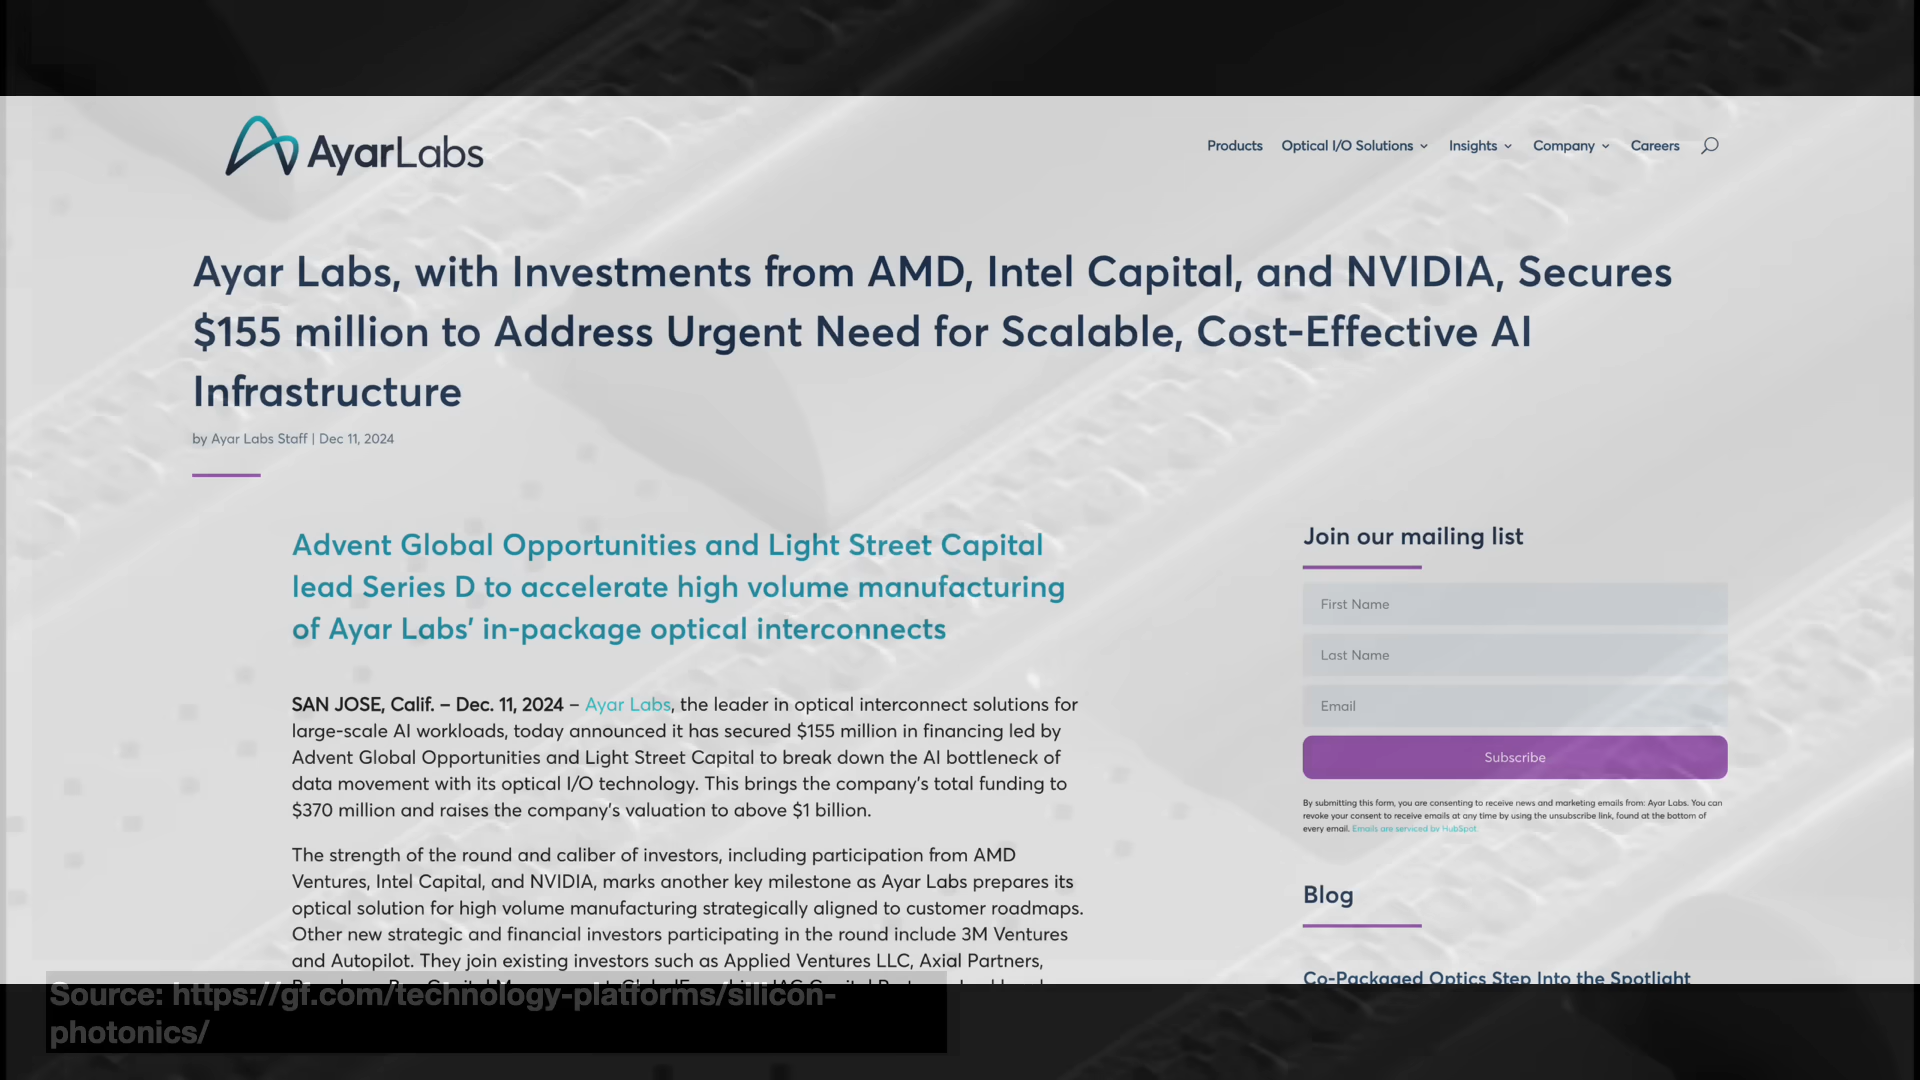 AyarLabs
Products Optical I/O Solutions Insights Company Careers
Ayar Labs, with Investments from AMD, Intel Capital, and NVIDIA, Secures
$155 million to Address Urgent Need for Scalable, Cost-Effective AI
Infrastructure
by Ayar Labs Staff | Dec 11, 2024
Advent Global Opportunities and Light Street Capital
lead Series D to accelerate high volume manufacturing
of Ayar Labs’ in-package optical interconnects
SAN JOSE, Calif. – Dec. 11, 2024 – Ayar Labs, the leader in optical interconnect solutions for
large-scale AI workloads, today announced it has secured $155 million in financing led by
Advent Global Opportunities and Light Street Capital to break down the AI bottleneck of
data movement with its optical I/O technology. This brings the company’s total funding to
$370 million and raises the company’s valuation to above $1 billion.
The strength of the round and caliber of investors, including participation from AMD
Ventures, Intel Capital, and NVIDIA, marks another key milestone as Ayar Labs prepares its
optical solution for high volume manufacturing strategically aligned to customer roadmaps.
Other new strategic and financial investors participating in the round include 3M Ventures
and Autopilot. They join existing investors such as Applied Ventures LLC, Axial Partners,
Join our mailing list
First Name
Last Name
Email
Subscribe
By submitting this form, you are consenting to receive news and marketing emails from: Ayar Labs. You can
revoke your consent to receive emails at any time by using the unsubscribe link, found at the bottom of
every email. Emails are serviced by HubSpot
Blog
Co-Packaged Optics Step Into the Spotlight
Source: https://gf.com/technology-platforms/silicon-
photonics/